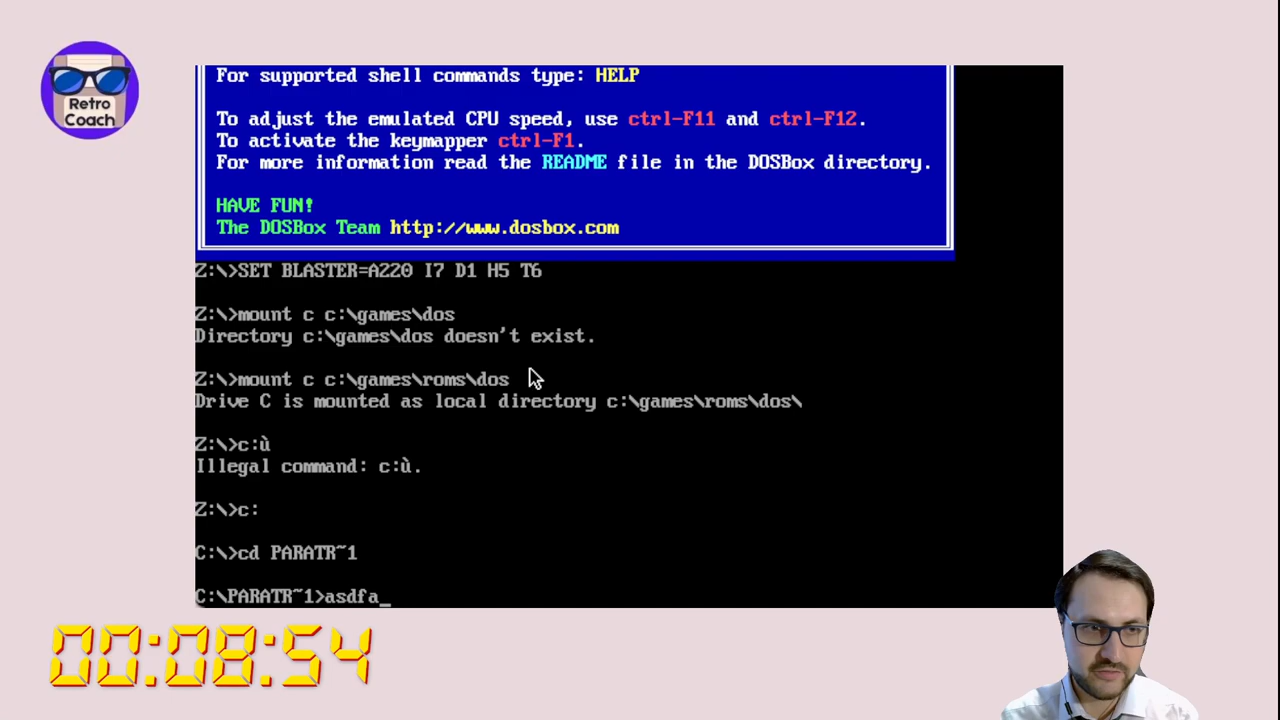 Retro
Coach
For supported shell commands type: HELP
To adjust the emulated CPU speed, use ctrl-F11 and ctrl-F12.
To activate the keymapper ctrl-F1.
For more information read the README file in the DOSBox directory.
HAVE FUN!
The DOSBox Team http://www.dosbox.com
Z:\>SET BLASTER=A220 I7 D1 H5 T6
Z:\>mount c c:\games\dos
Directory c:\games\dos doesn't exist.
Z:\>mount c c:\games\roms\dos
Drive C is mounted as local directory c:\games\roms\dos\
Z:\>c:ù
Illegal command: c:ù.
Z:\>c:
C:\>cd PARATR~1
C:\PARATR~1>asdfa_
00:08:54